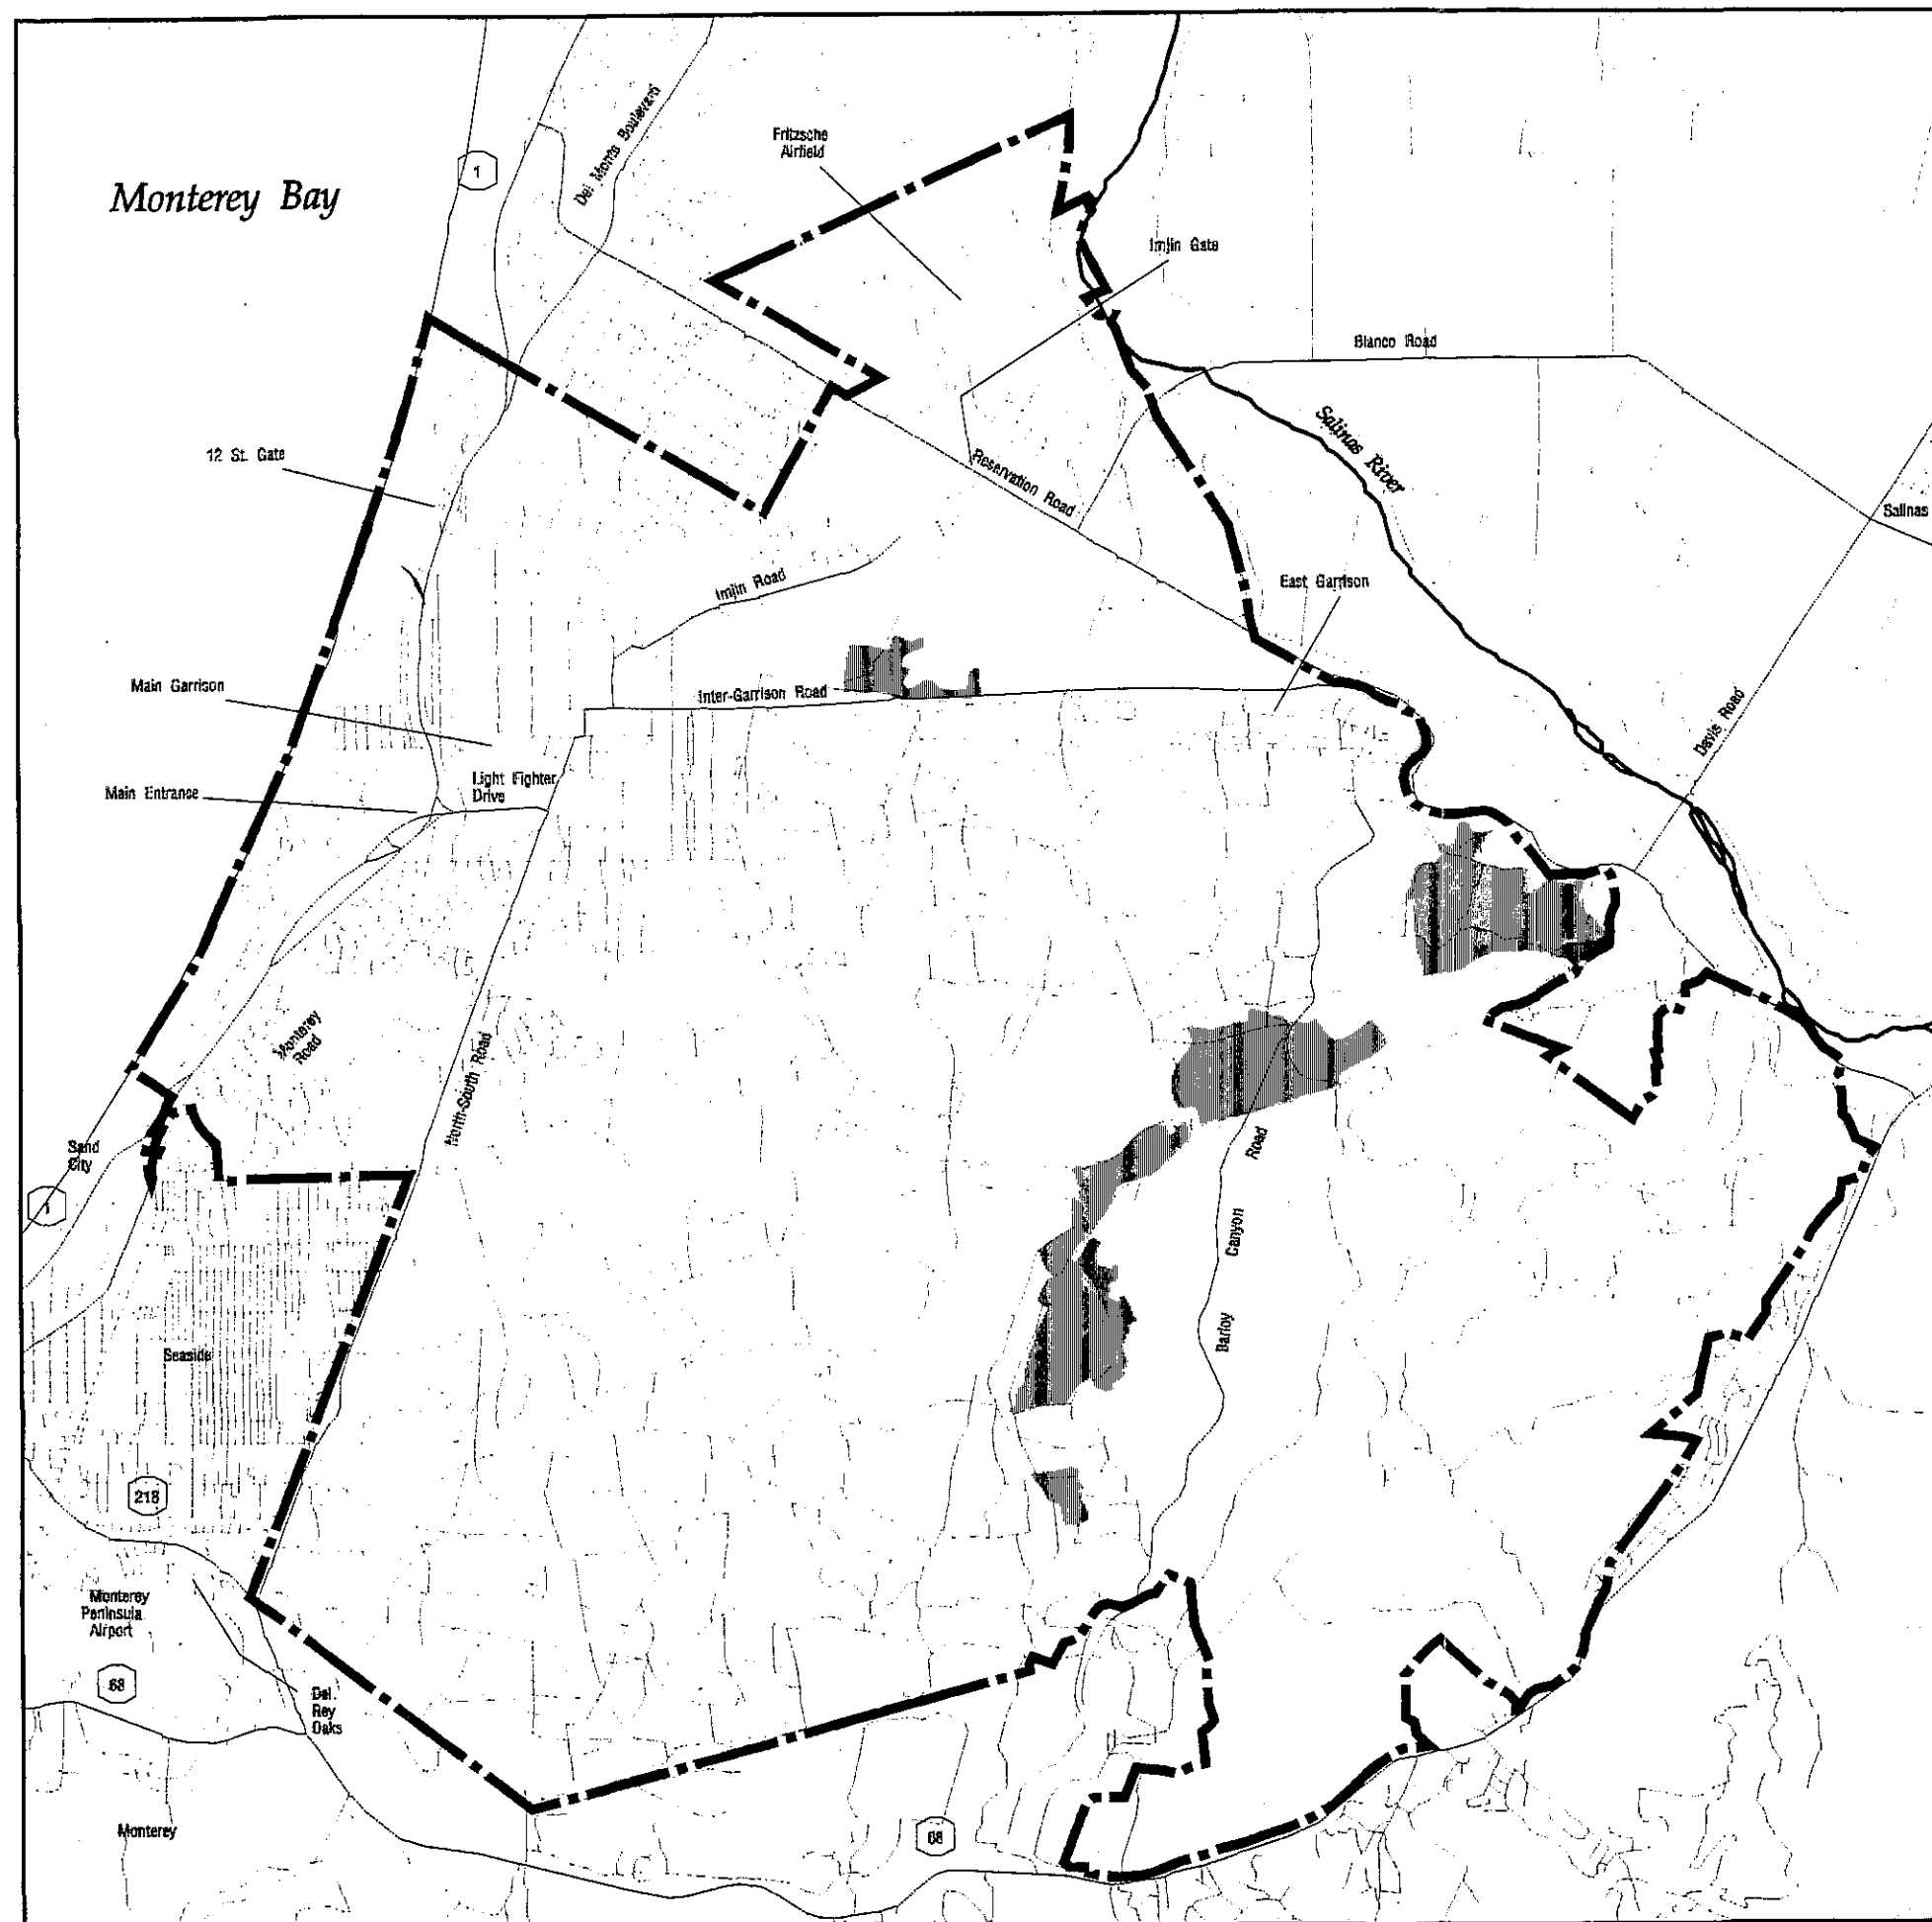 Del Monte Boulevard
Fritzsche
Airfield
1
Monterey Bay
Imjin Gate
Blanco Road
Salinas River
12 St. Gate
Reservation Road
Salinas
Imjin Road
East Garrison
Main Garrison
Inter-Garrison Road
Davis Road
Light Fighter
Drive
Main Entrance
Monterey
Road
North-South Road
Sand
City
1
Barloy Canyon Road
Seaside
218
Monterey
Peninsula
Airport
68
Del
Rey
Oaks
Monterey
68